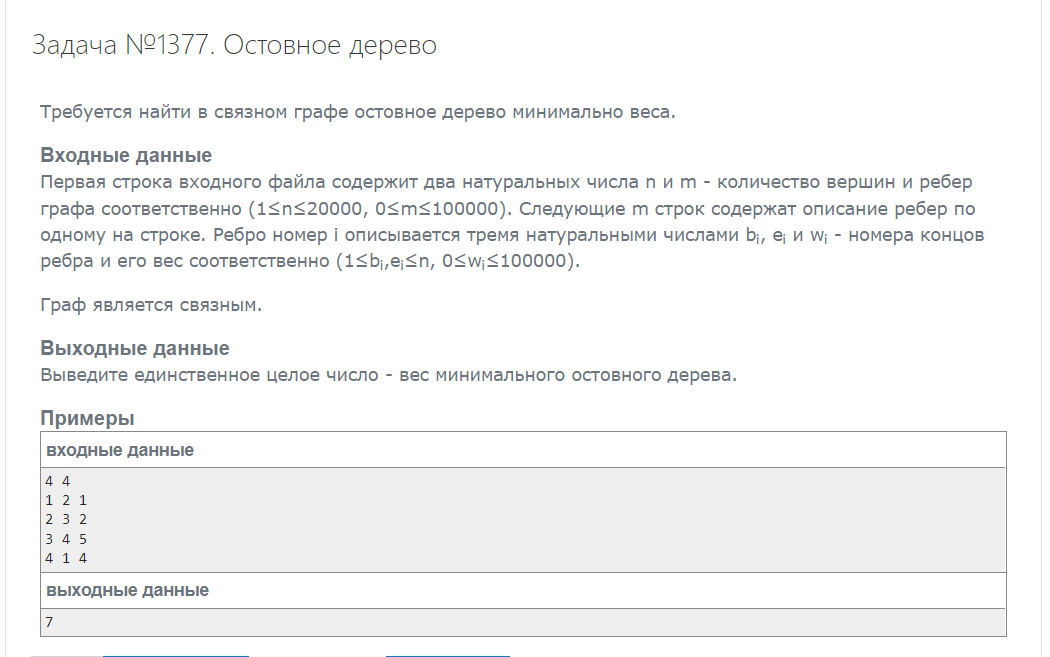 Задача №1377. Остовное дерево
Требуется найти в связном графе остовное дерево минимально веса.
Входные данные
Первая строка входного файла содержит два натуральных числа n и m - количество вершин и ребер
графа соответственно (1≤n≤20000, 0≤m≤100000). Следующие m строк содержат описание ребер по
одному на строке. Ребро номер i описывается тремя натуральными числами bᵢ, eᵢ и wᵢ - номера концов
ребра и его вес соответственно (1≤bᵢ,eᵢ≤n, 0≤wᵢ≤100000).
Граф является связным.
Выходные данные
Выведите единственное целое число - вес минимального остовного дерева.
Примеры
входные данные
4 4
1 2 1
2 3 2
3 4 5
4 1 4
выходные данные
7